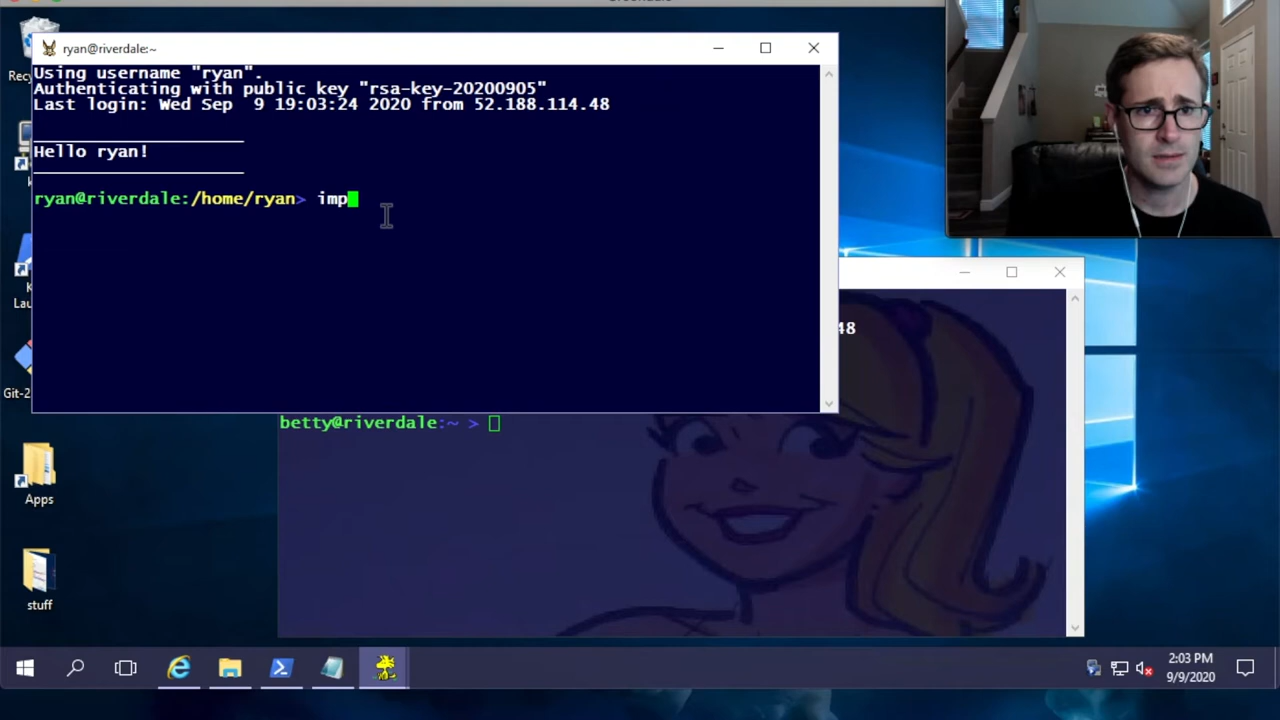 ryan@riverdale:~
Using username "ryan".
Authenticating with public key "rsa-key-20200905"
Last login: Wed Sep  9 19:03:24 2020 from 52.188.114.48
Hello ryan!
ryan@riverdale:/home/ryan> imp
48
betty@riverdale:~ >
Git-2
Apps
stuff
2:03 PM
9/9/2020